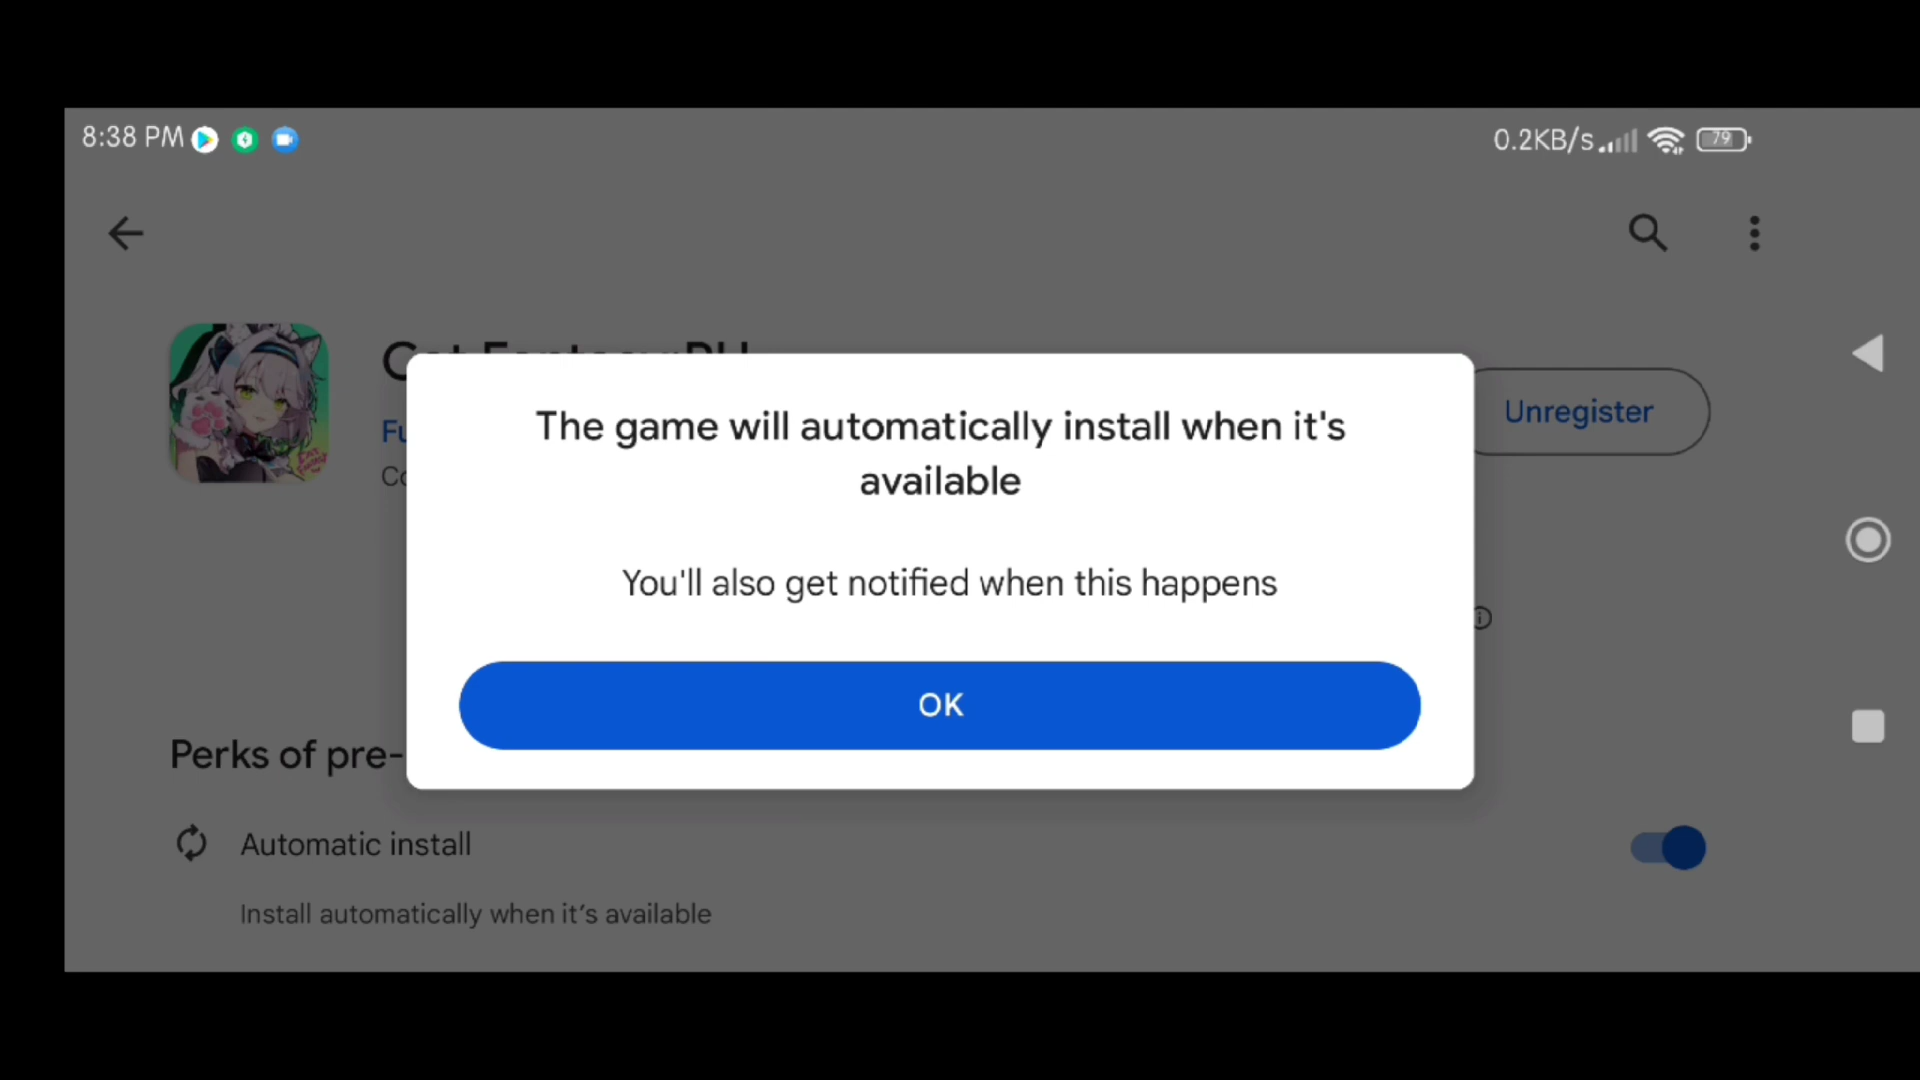 8:38 PM
0.2KB/s
79
Unregister
The game will automatically install when it's
available
You'll also get notified when this happens
OK
Perks of pre-
Automatic install
Install automatically when it's available